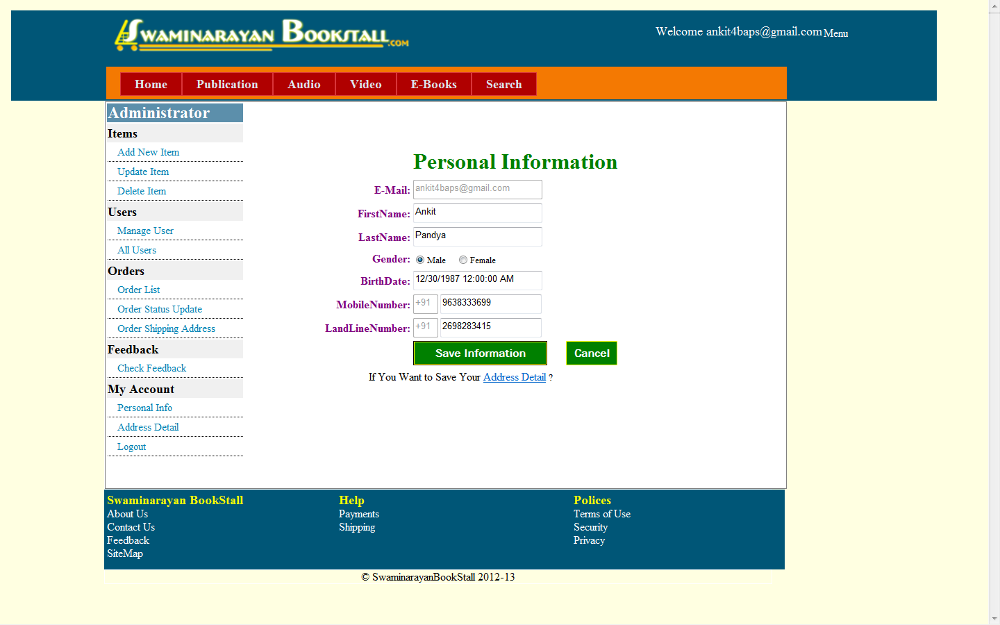 Swaminarayan Bookstall.com
Welcome ankit4baps@gmail.com Menu
Home Publication Audio Video E-Books Search
Administrator
Items
Add New Item
Update Item
Delete Item
Users
Manage User
All Users
Orders
Order List
Order Status Update
Order Shipping Address
Feedback
Check Feedback
My Account
Personal Info
Address Detail
Logout
Personal Information
E-Mail: ankit4baps@gmail.com
FirstName: Ankit
LastName: Pandya
Gender: Male Female
BirthDate: 12/30/1987 12:00:00 AM
MobileNumber: +91 9638333699
LandLineNumber: +91 2698283415
Save Information Cancel
If You Want to Save Your Address Detail ?
Swaminarayan BookStall
About Us
Contact Us
Feedback
SiteMap
Help
Payments
Shipping
Polices
Terms of Use
Security
Privacy
© SwaminarayanBookStall 2012-13